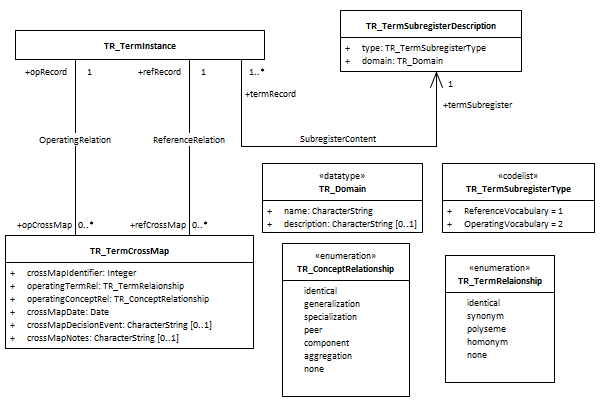 TR_TermInstance
TR_TermSubregisterDescription
+ type: TR_TermSubregisterType
+ domain: TR_Domain
+opRecord 1 +refRecord 1 1..*
+termRecord
1
+termSubregister
OperatingRelation ReferenceRelation SubregisterContent
+opCrossMap 0..* +refCrossMap 0..*
«datatype»
TR_Domain
+ name: CharacterString
+ description: CharacterString [0..1]
«codelist»
TR_TermSubregisterType
+ ReferenceVocabulary = 1
+ OperatingVocabulary = 2
TR_TermCrossMap
+ crossMapIdentifier: Integer
+ operatingTermRel: TR_TermRelaionship
+ operatingConceptRel: TR_ConceptRelationship
+ crossMapDate: Date
+ crossMapDecisionEvent: CharacterString [0..1]
+ crossMapNotes: CharacterString [0..1]
«enumeration»
TR_ConceptRelationship
identical
generalization
specialization
peer
component
aggregation
none
«enumeration»
TR_TermRelaionship
identical
synonym
polyseme
homonym
none